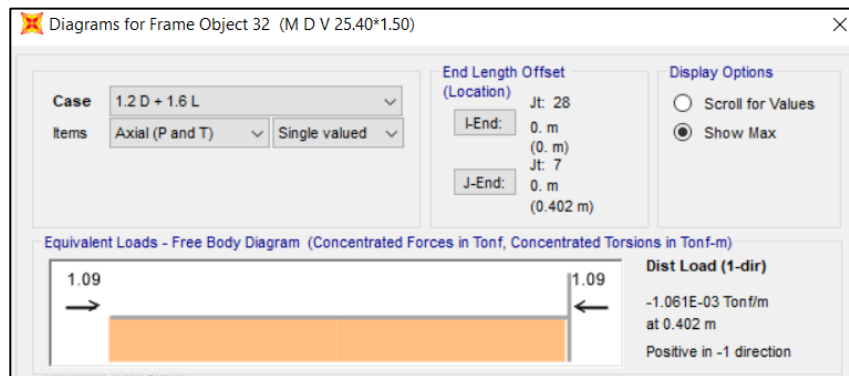 Diagrams for Frame Object 32 (M D V 25.40*1.50)
Case 1.2 D + 1.6 L
Items Axial (P and T) Single valued
End Length Offset
(Location)
Jt: 28
I-End: 0. m
(0. m)
Jt: 7
J-End: 0. m
(0.402 m)
Display Options
Scroll for Values
Show Max
Equivalent Loads - Free Body Diagram (Concentrated Forces in Tonf, Concentrated Torsions in Tonf-m)
1.09 1.09
Dist Load (1-dir)
-1.061E-03 Tonf/m
at 0.402 m
Positive in -1 direction